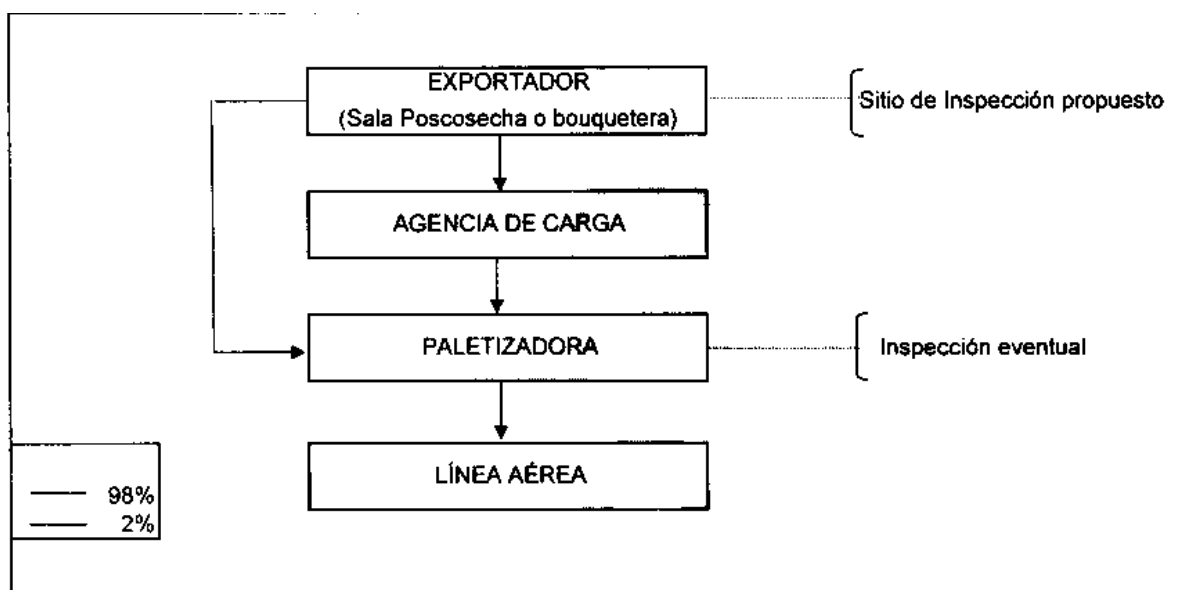 EXPORTADOR
(Sala Poscosecha o bouquetera)
Sitio de Inspección propuesto
AGENCIA DE CARGA
PALETIZADORA
Inspección eventual
LÍNEA AÉREA
98%
2%